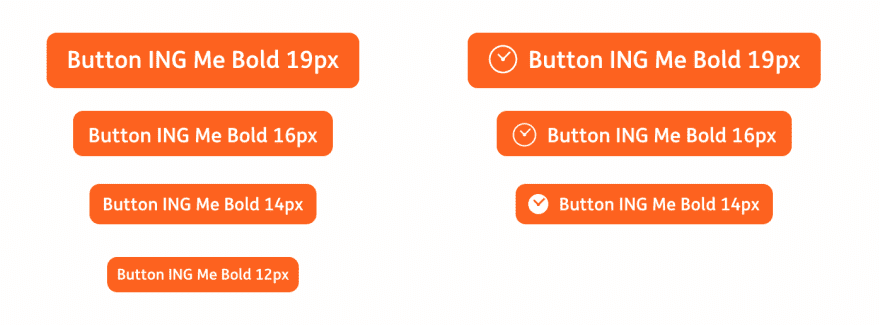 Button ING Me Bold 19px
Button ING Me Bold 16px
Button ING Me Bold 14px
Button ING Me Bold 12px
Button ING Me Bold 19px
Button ING Me Bold 16px
Button ING Me Bold 14px